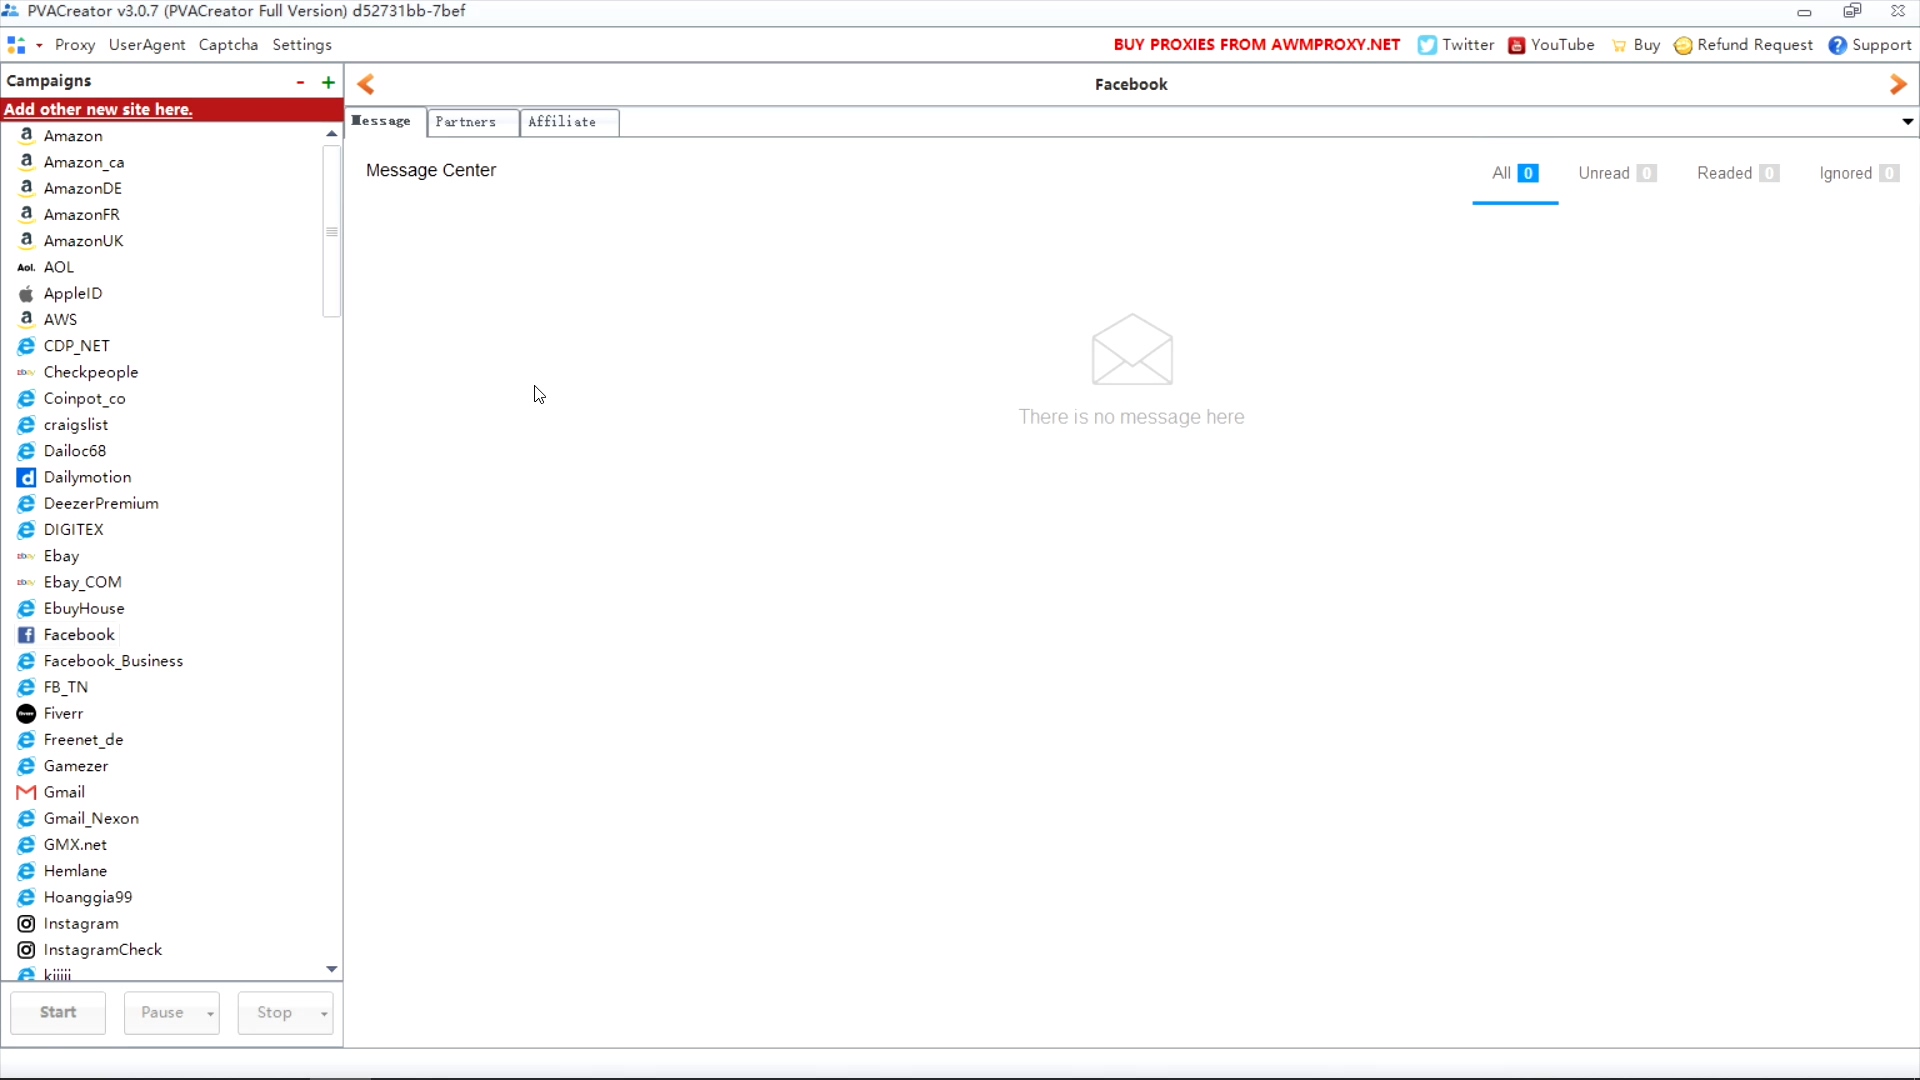 PVACreator v3.0.7 (PVACreator Full Version) d52731bb-7bef
Proxy UserAgent Captcha Settings BUY PROXIES FROM AWMPROXY.NET Twitter YouTube Buy Refund Request Support
Campaigns - + Facebook
Add other new site here.
Message Partners Affiliate
Message Center All 0 Unread 0 Readed 0 Ignored 0
There is no message here
Amazon
Amazon_ca
AmazonDE
AmazonFR
AmazonUK
Aol. AOL
AppleID
AWS
CDP_NET
Checkpeople
Coinpot_co
craigslist
Dailoc68
Dailymotion
DeezerPremium
DIGITEX
Ebay
Ebay_COM
EbuyHouse
Facebook
Facebook_Business
FB_TN
Fiverr
Freenet_de
Gamezer
Gmail
Gmail_Nexon
GMX.net
Hemlane
Hoanggia99
Instagram
InstagramCheck
Start Pause Stop